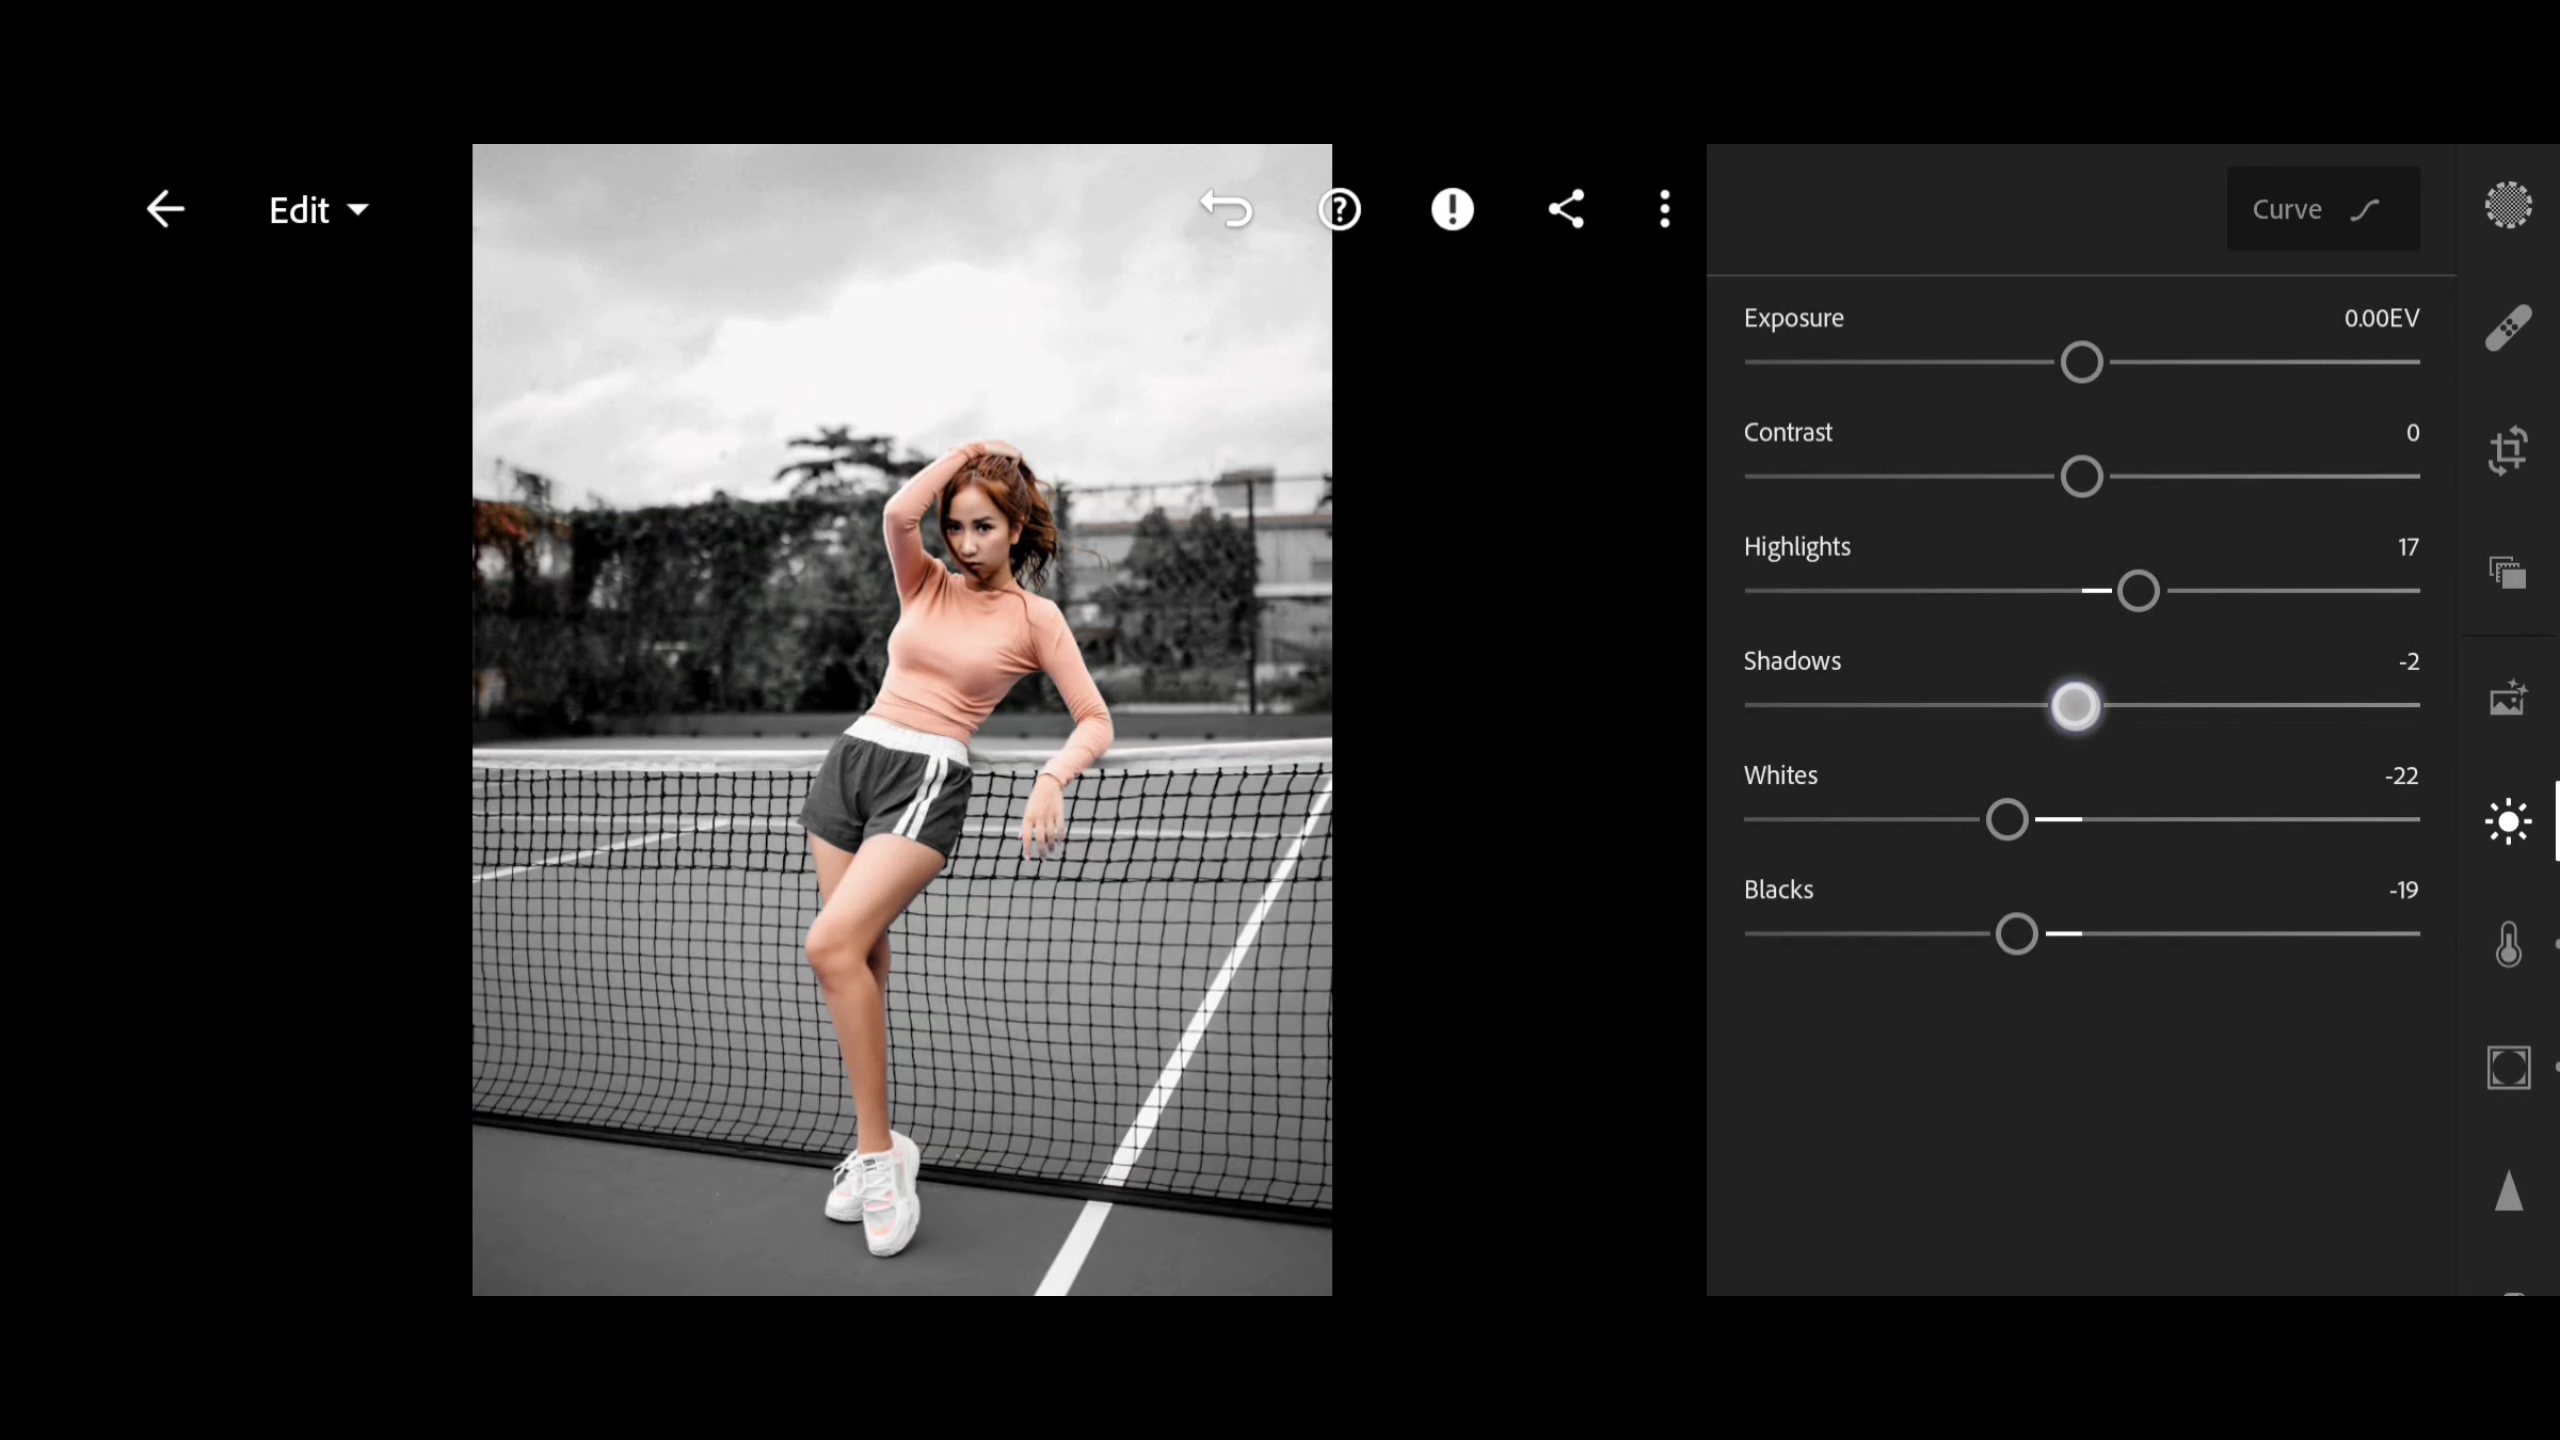 Edit
Curve
Exposure 0.00EV
Contrast 0
Highlights 17
Shadows -2
Whites -22
Blacks -19